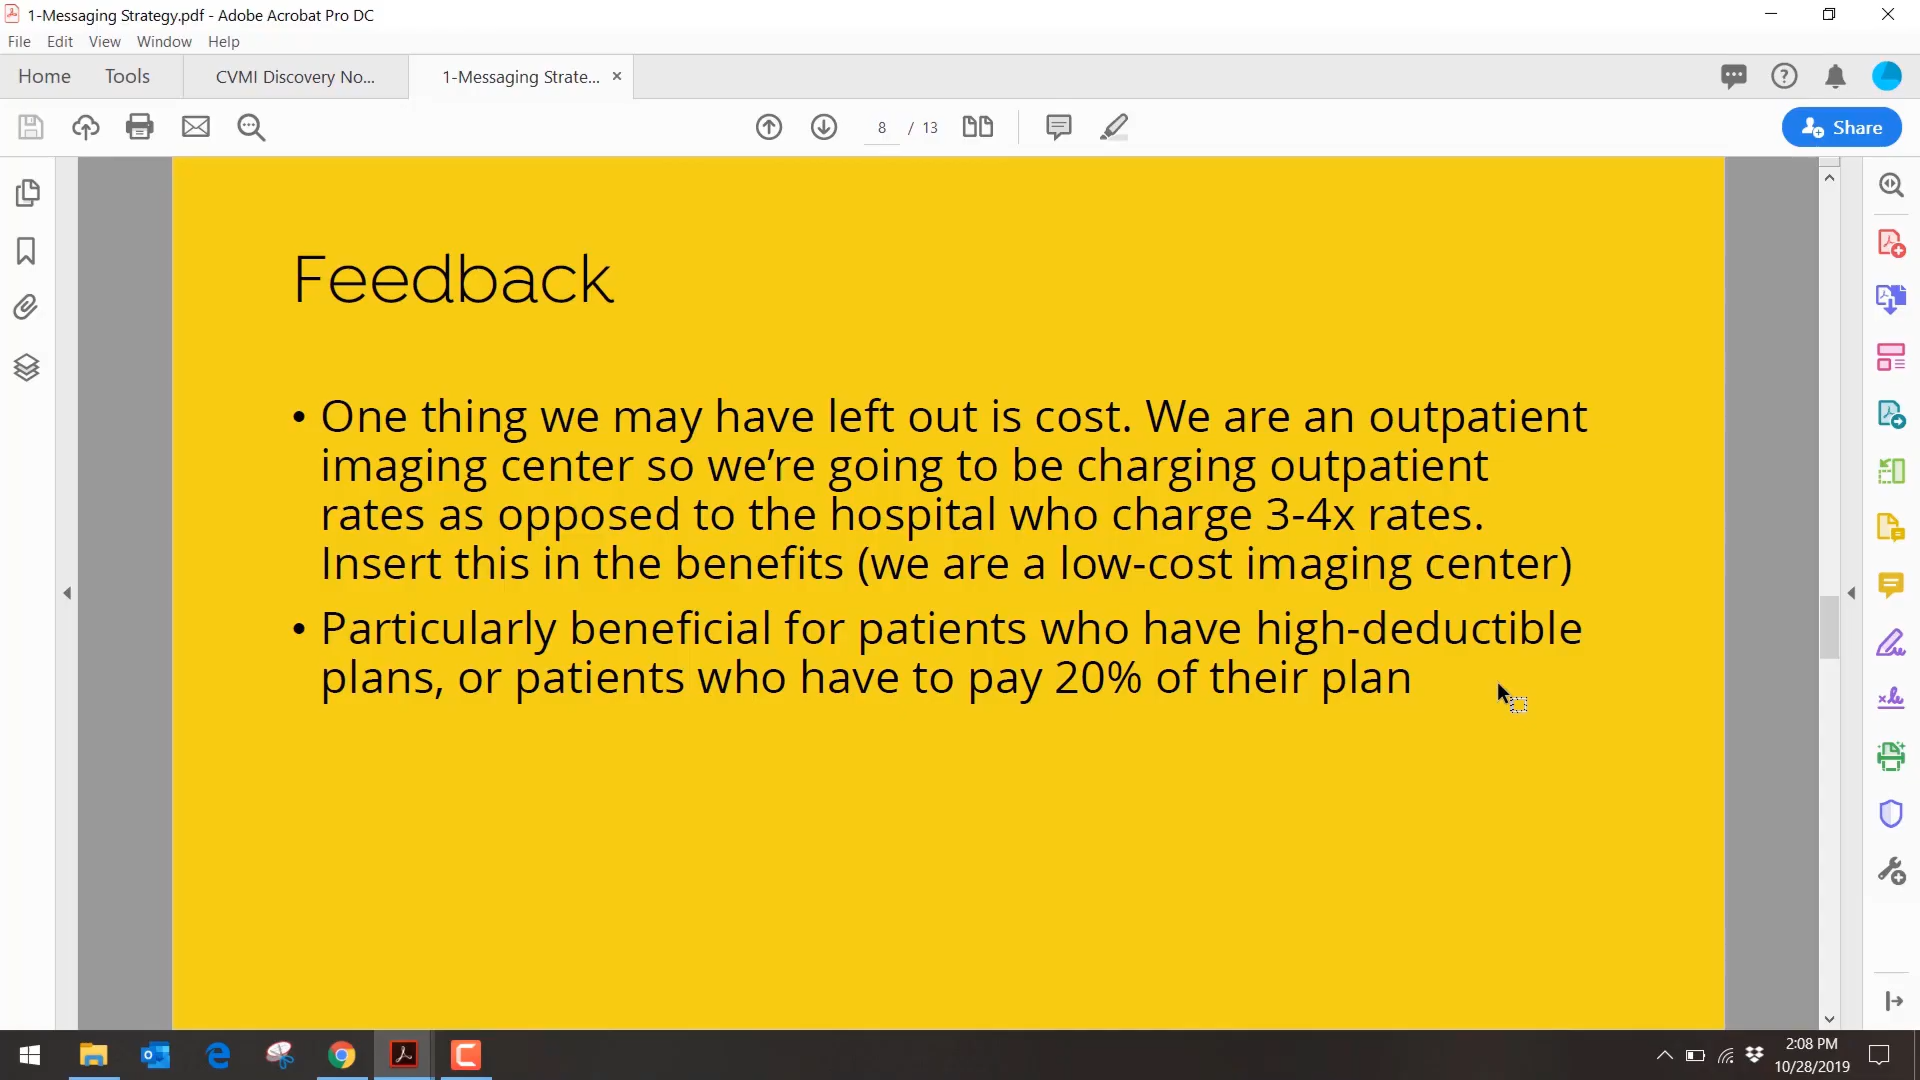 1-Messaging Strategy.pdf - Adobe Acrobat Pro DC
File Edit View Window Help
Home Tools CVMI Discovery No... 1-Messaging Strate... ×
8 / 13 Share
Feedback
• One thing we may have left out is cost. We are an outpatient
imaging center so we’re going to be charging outpatient
rates as opposed to the hospital who charge 3-4x rates.
Insert this in the benefits (we are a low-cost imaging center)
• Particularly beneficial for patients who have high-deductible
plans, or patients who have to pay 20% of their plan
2:08 PM
10/28/2019